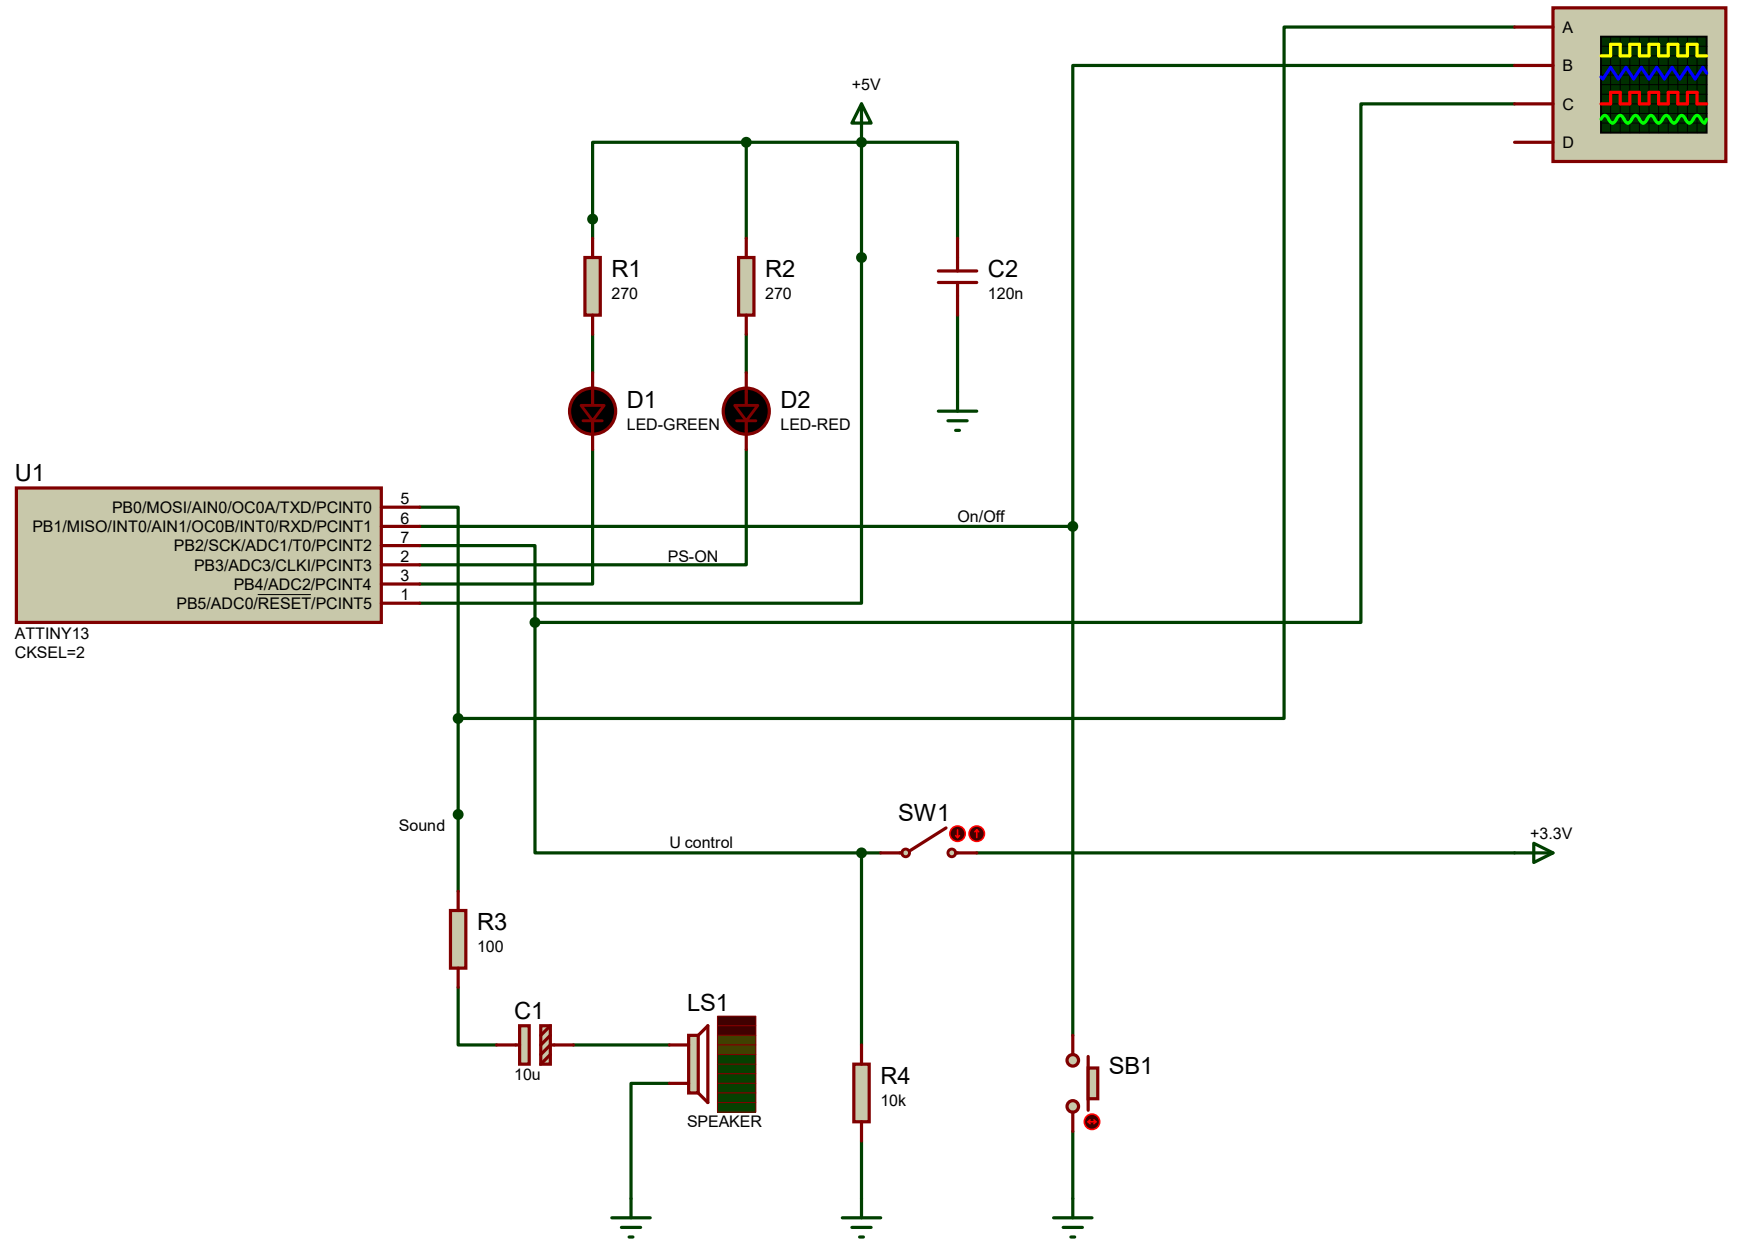 A
B
C
D
+5V
R1
270
R2
270
C2
120n
D1
LED-GREEN
D2
LED-RED
U1
PB0/MOSI/AIN0/OC0A/TXD/PCINT0
5
PB1/MISO/INT0/AIN1/OC0B/INT0/RXD/PCINT1
6
On/Off
PB2/SCK/ADC1/T0/PCINT2
7
PB3/ADC3/CLKI/PCINT3
2
PS-ON
PB4/ADC2/PCINT4
3
PB5/ADC0/RESET/PCINT5
1
ATTINY13
CKSEL=2
Sound
U control
SW1
+3.3V
R3
100
C1
10u
LS1
SPEAKER
R4
10k
SB1